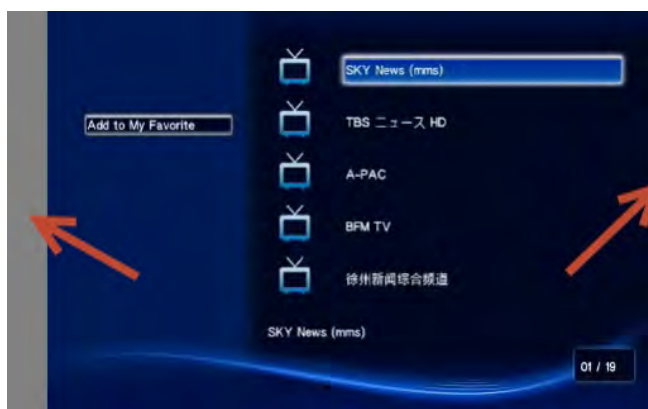 SKY News (mms)
Add to My Favorite
TBS ニュース HD
A-PAC
BFM TV
徐州新闻综合频道
SKY News (mms)
01 / 19